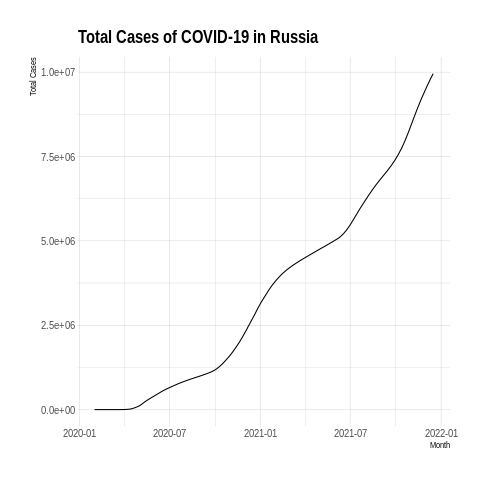 Total Cases of COVID-19 in Russia
Total Cases
1.0e+07
7.5e+06
5.0e+06
2.5e+06
0.0e+00
2020-01 2020-07 2021-01 2021-07 2022-01
Month